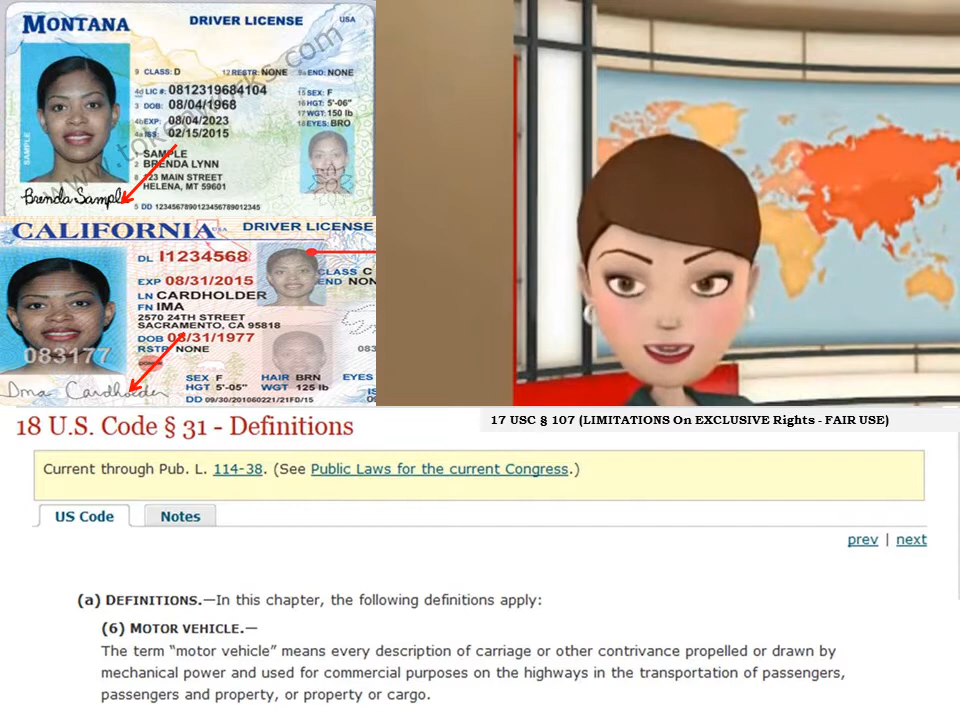 MONTANA DRIVER LICENSE USA
9 CLASS: D 12 RESTR: NONE 9a END: NONE
4d LIC #: 0812319684104 15 SEX: F
3 DOB: 08/04/1968 16 HGT: 5'-06"
4b EXP: 08/04/2023 17 WGT: 150 lb
4a ISS: 02/15/2015 18 EYES: BRO
SAMPLE
1 SAMPLE
2 BRENDA LYNN
8 123 MAIN STREET
HELENA, MT 59601
Brenda Sample
5 DD 1234567890123456789012345
CALIFORNIA USA DRIVER LICENSE
DL I1234568
EXP 08/31/2015
CLASS C
LN CARDHOLDER
END NON
FN IMA
2570 24TH STREET
SACRAMENTO, CA 95818
DOB 08/31/1977
RSTR NONE
083177
DONOR
083
Ima Cardholder
SEX F HAIR BRN EYES
HGT 5'-05" WGT 125 lb
DD 09/30/201060221/21FD/15
18 U.S. Code § 31 - Definitions
17 USC § 107 (LIMITATIONS On EXCLUSIVE Rights - FAIR USE)
Current through Pub. L. 114-38. (See Public Laws for the current Congress.)
US Code Notes
prev | next
(a) DEFINITIONS.—In this chapter, the following definitions apply:
(6) MOTOR VEHICLE.—
The term “motor vehicle” means every description of carriage or other contrivance propelled or drawn by
mechanical power and used for commercial purposes on the highways in the transportation of passengers,
passengers and property, or property or cargo.